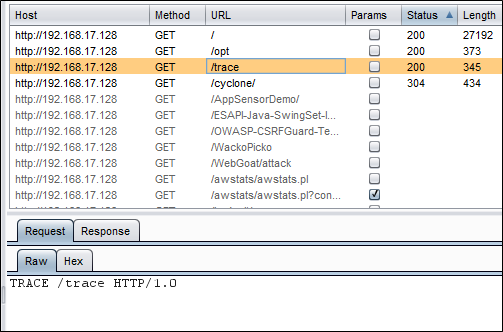 Host Method URL Params Status Length
http://192.168.17.128 GET / 200 27192
http://192.168.17.128 GET /opt 200 373
http://192.168.17.128 GET /trace 200 345
http://192.168.17.128 GET /cyclone/ 304 434
http://192.168.17.128 GET /AppSensorDemo/
http://192.168.17.128 GET /ESAPI-Java-SwingSet-I...
http://192.168.17.128 GET /OWASP-CSRFGuard-Te...
http://192.168.17.128 GET /WackoPicko
http://192.168.17.128 GET /WebGoat/attack
http://192.168.17.128 GET /awstats/awstats.pl
http://192.168.17.128 GET /awstats/awstats.pl?con...
Request Response
Raw Hex
TRACE /trace HTTP/1.0